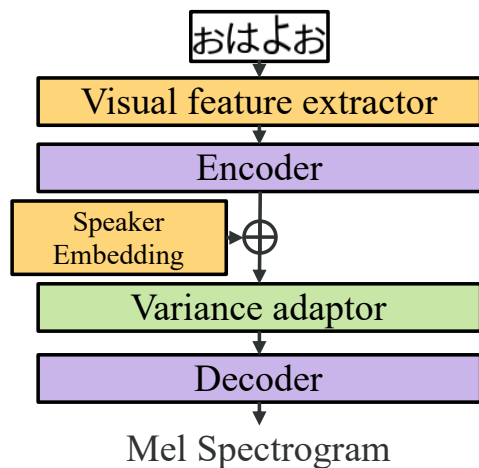 おはよお
Visual feature extractor
Encoder
Speaker
Embedding
Variance adaptor
Decoder
Mel Spectrogram